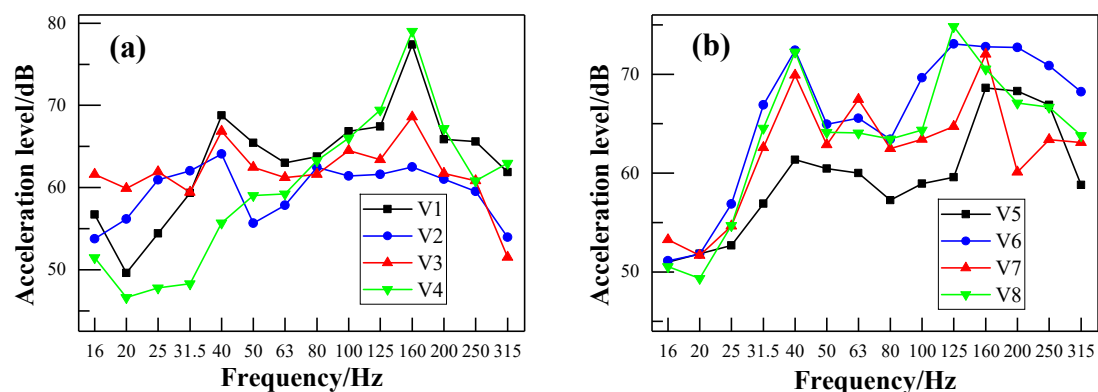 (a)
Acceleration level/dB
80
70
60
50
V1
V2
V3
V4
16 20 25 31.5 40 50 63 80 100 125 160 200 250 315
Frequency/Hz
(b)
Acceleration level/dB
70
60
50
V5
V6
V7
V8
16 20 25 31.5 40 50 63 80 100 125 160 200 250 315
Frequency/Hz